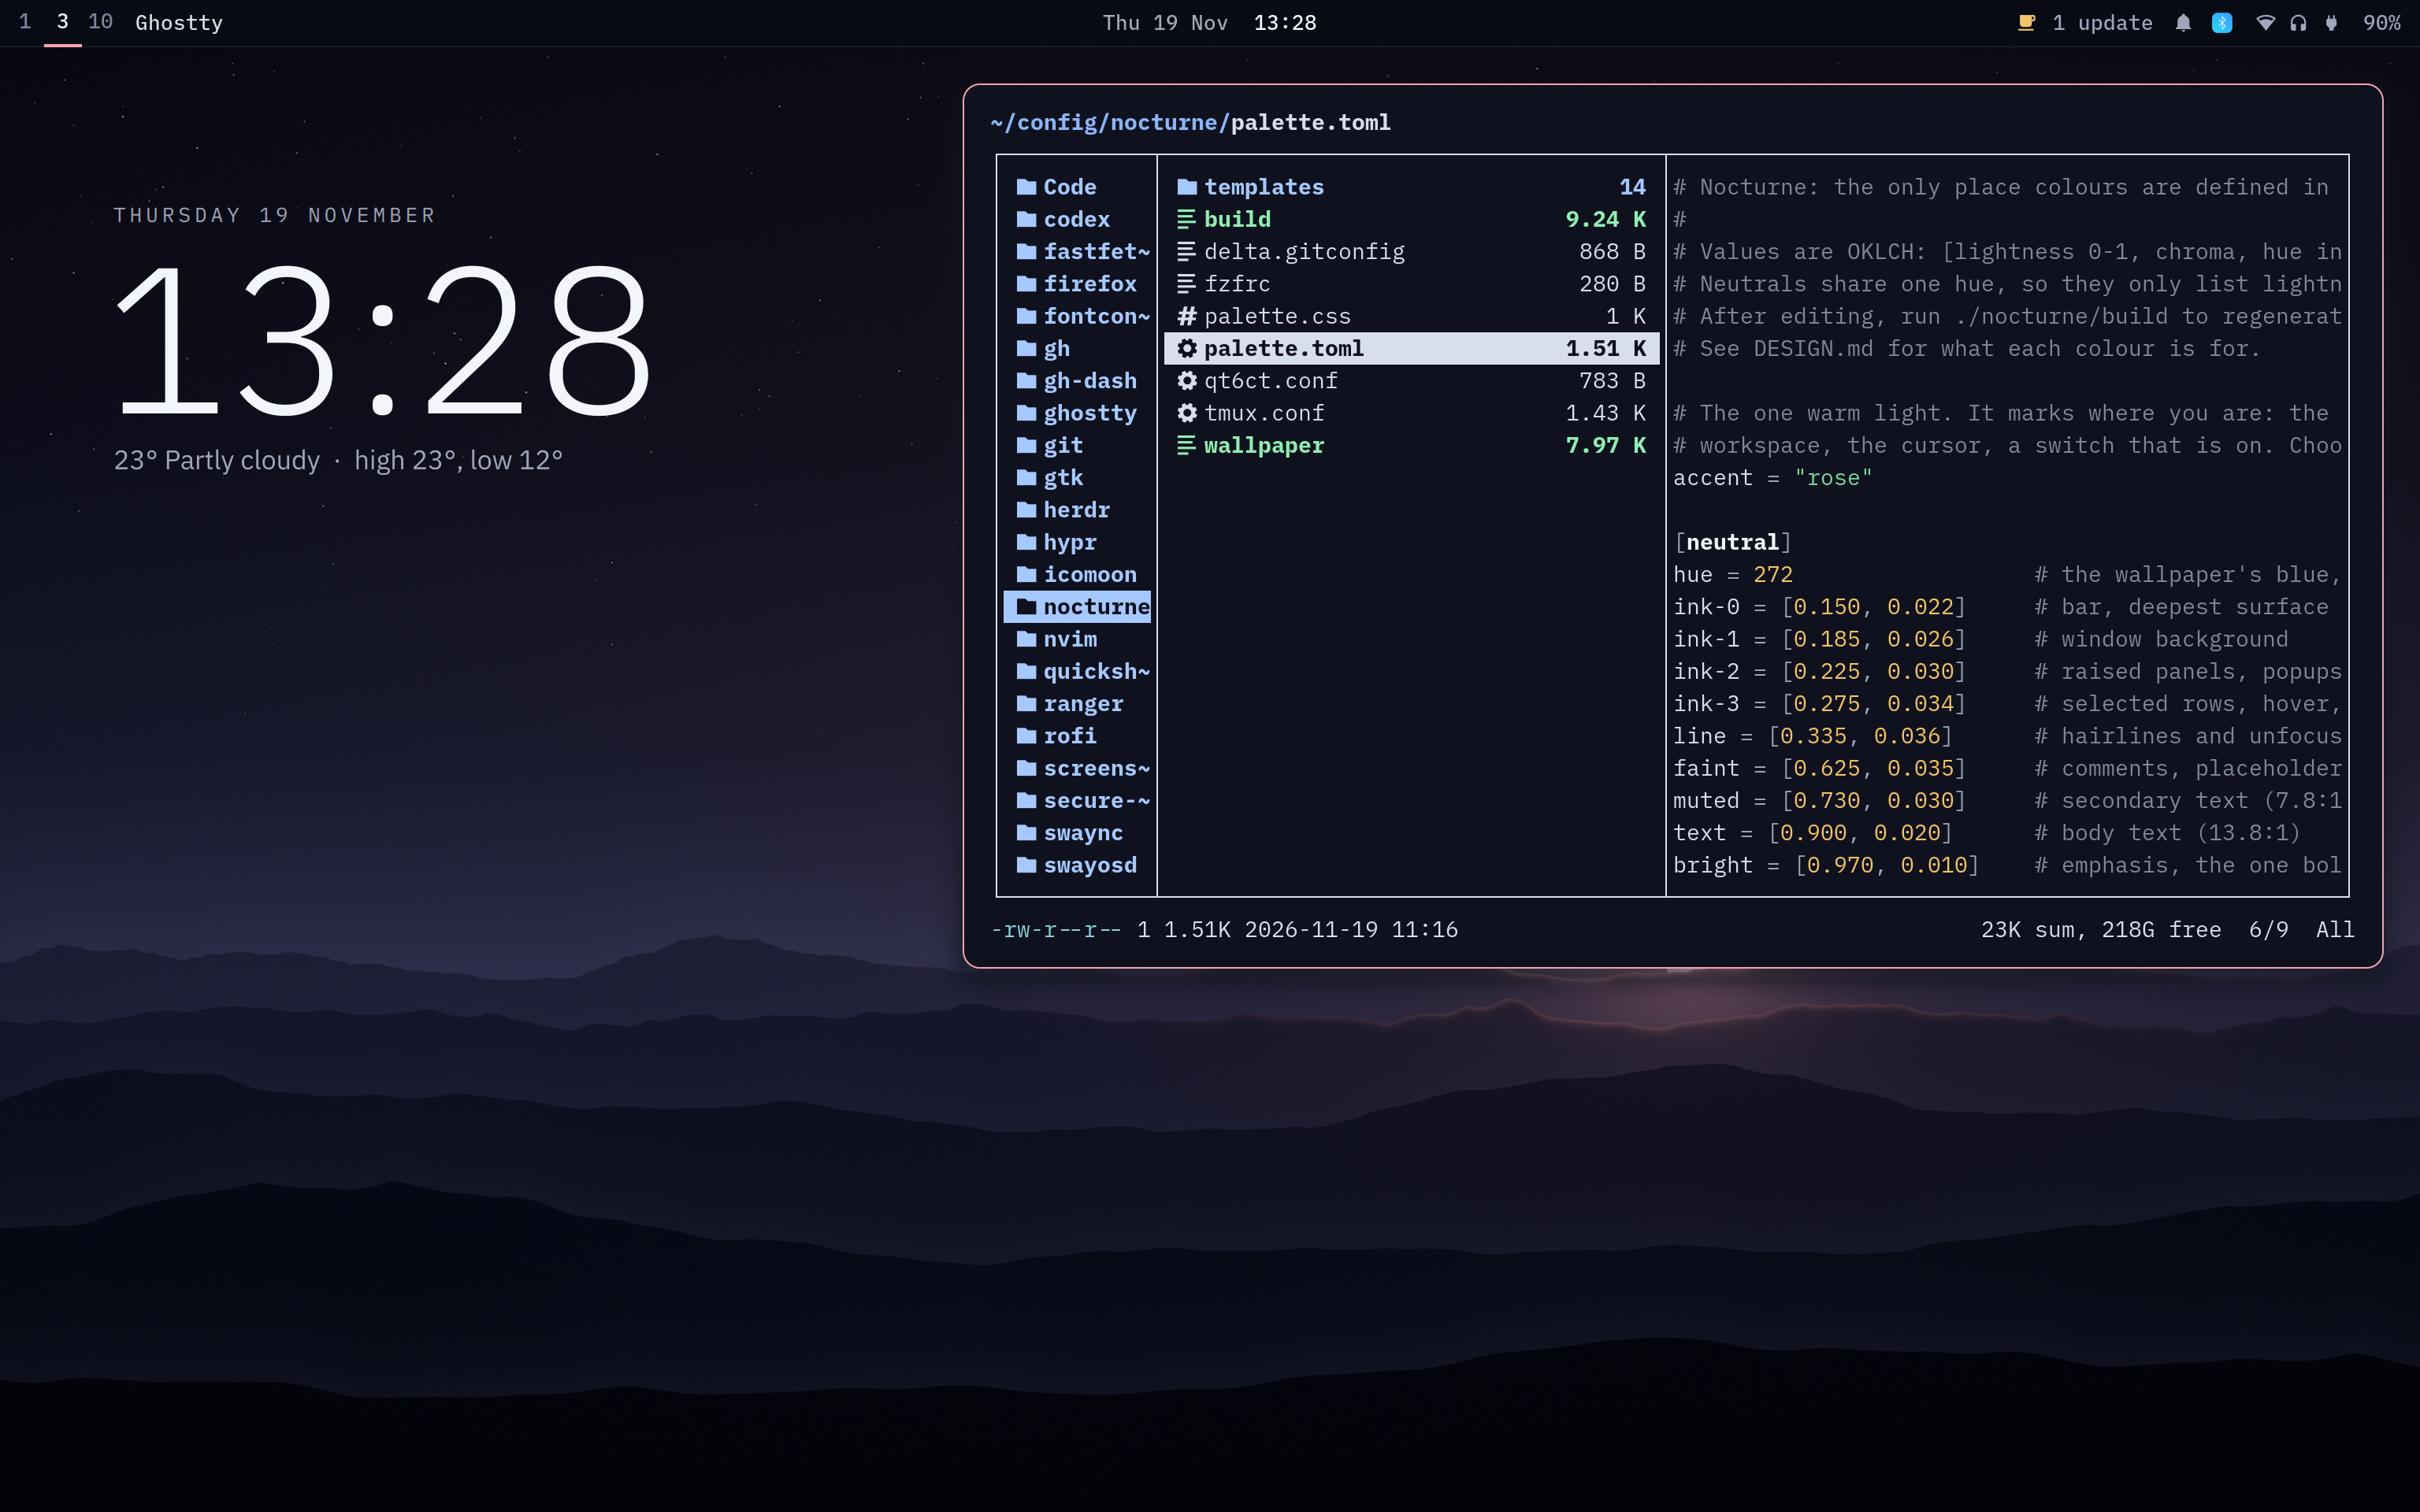 1 3 10 Ghostty
Thu 19 Nov 13:28
1 update 90%
THURSDAY 19 NOVEMBER
13:28
23° Partly cloudy · high 23°, low 12°
~/config/nocturne/palette.toml
Code
codex
fastfet~
firefox
fontcon~
gh
gh-dash
ghostty
git
gtk
herdr
hypr
icomoon
nocturne
nvim
quicksh~
ranger
rofi
screens~
secure-~
swaync
swayosd
templates 14
build 9.24 K
delta.gitconfig 868 B
fzfrc 280 B
palette.css 1 K
palette.toml 1.51 K
qt6ct.conf 783 B
tmux.conf 1.43 K
wallpaper 7.97 K
# Nocturne: the only place colours are defined in
#
# Values are OKLCH: [lightness 0-1, chroma, hue in
# Neutrals share one hue, so they only list lightn
# After editing, run ./nocturne/build to regenerat
# See DESIGN.md for what each colour is for.
# The one warm light. It marks where you are: the
# workspace, the cursor, a switch that is on. Choo
accent = "rose"
[neutral]
hue = 272 # the wallpaper's blue,
ink-0 = [0.150, 0.022] # bar, deepest surface
ink-1 = [0.185, 0.026] # window background
ink-2 = [0.225, 0.030] # raised panels, popups
ink-3 = [0.275, 0.034] # selected rows, hover,
line = [0.335, 0.036] # hairlines and unfocus
faint = [0.625, 0.035] # comments, placeholder
muted = [0.730, 0.030] # secondary text (7.8:1
text = [0.900, 0.020] # body text (13.8:1)
bright = [0.970, 0.010] # emphasis, the one bol
-rw-r--r-- 1 1.51K 2026-11-19 11:16
23K sum, 218G free 6/9 All